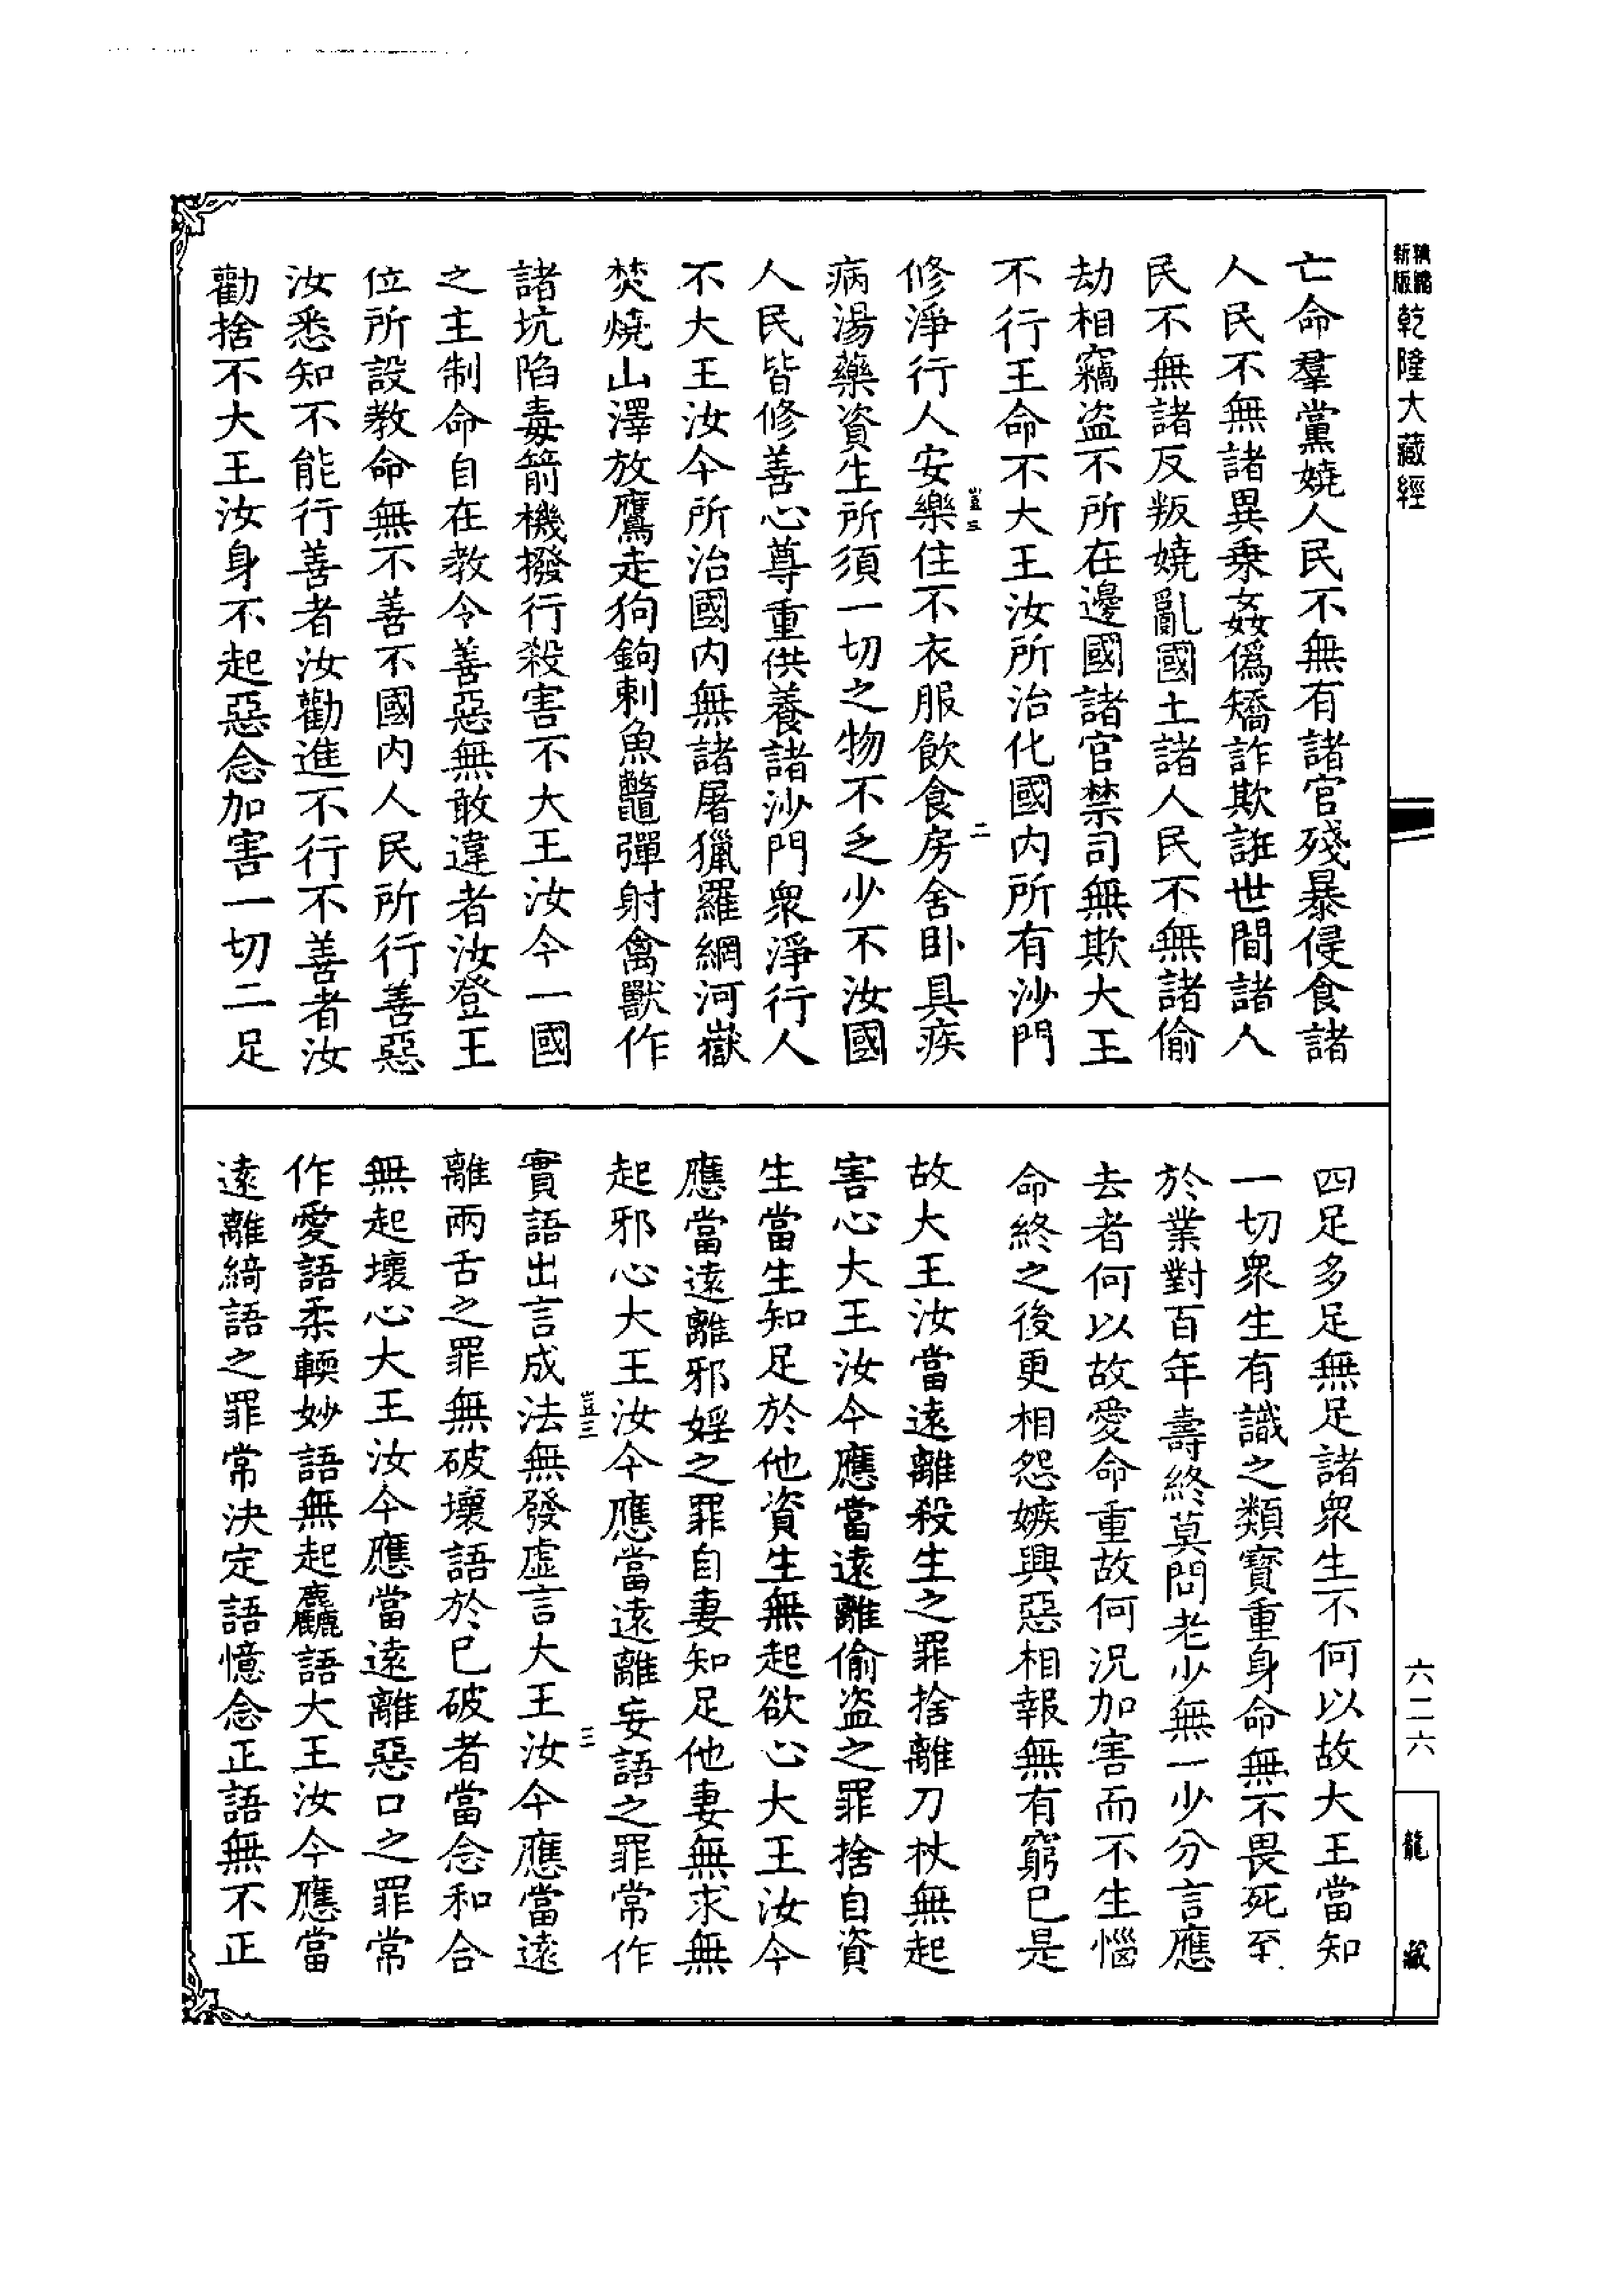 新版
精縮
乾隆大藏經
亡命羣黨嬈人民不無有諸官殘暴侵食諸
人民不無諸異乗姦僞矯詐欺誑世間諸人
民不無諸反叛嬈亂國土諸人民不無諸偷
劫相竊盜不所在邊國諸官禁司無欺大王
不行王命不大王汝所治化國内所有沙門
修淨行人安樂住不衣服飲食房舍卧具疾
病湯藥資生所須一切之物不乏少不汝國
人民皆修善心尊重供養諸沙門衆淨行人
不大王汝今所治國内無諸屠獵羅網河嶽
焚燒山澤放鷹走狗鉤剌魚鼈彈射禽獸作
諸坑陷毒箭機撥行殺害不大王汝今一國
之主制命自在教令善惡無敢違者汝登王
位所設教命無不善不國内人民所行善惡
汝悉知不能行善者汝勸進不行不善者汝
勸捨不大王汝身不起惡念加害一切二足
豈三
二
四足多足無足諸衆生不何以故大王當知
一切衆生有識之類寳重身命無不畏死至
於業對百年壽終莫問老少無一少分言應
去者何以故愛命重故何況加害而不生惱
命終之後更相怨嫉興惡相報無有窮已是
故大王汝當遠離殺生之罪捨離刀杖無起
害心大王汝今應當遠離偷盜之罪捨自資
生當生知足於他資生無起欲心大王汝今
應當遠離邪婬之罪自妻知足他妻無求無
起邪心大王汝今應當遠離妄語之罪常作
實語出言成法無發虚言大王汝今應當遠
離兩舌之罪無破壞語於已破者當念和合
無起壞心大王汝今應當遠離惡口之罪常
作愛語柔輭妙語無起麤語大王汝今應當
遠離綺語之罪常決定語憶念正語無不正
豈三
三
六二六
龍藏